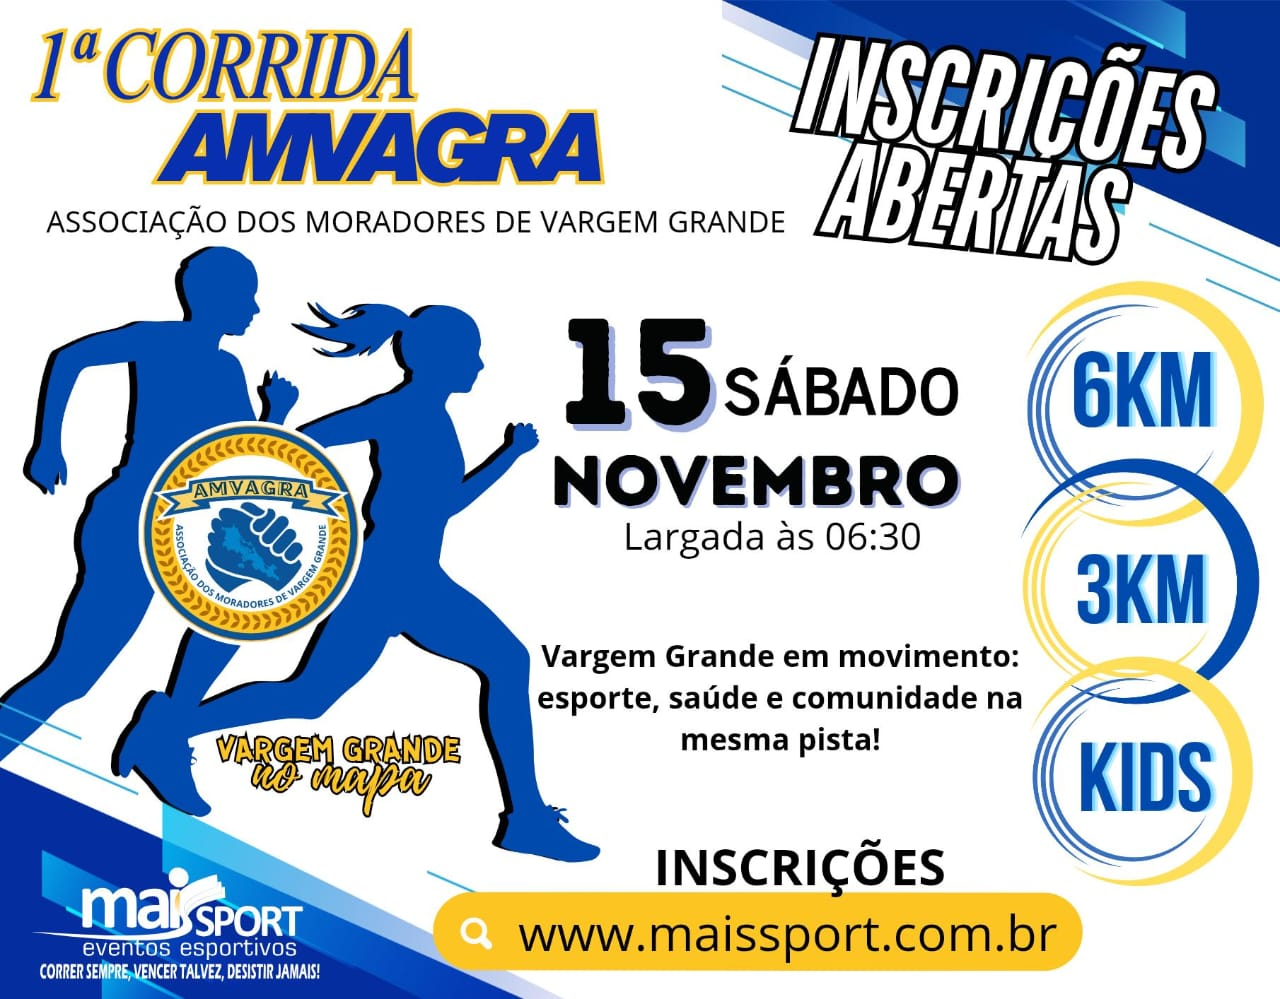 1ª CORRIDA
AMVAGRA
ASSOCIAÇÃO DOS MORADORES DE VARGEM GRANDE
INSCRIÇÕES
ABERTAS
15 SÁBADO
NOVEMBRO
Largada às 06:30
6KM
3KM
KIDS
AMVAGRA
ASSOCIAÇÃO DOS MORADORES DE VARGEM GRANDE
Vargem Grande em movimento:
esporte, saúde e comunidade na
mesma pista!
VARGEM GRANDE
no mapa
INSCRIÇÕES
www.maissport.com.br
mais SPORT
eventos esportivos
CORRER SEMPRE, VENCER TALVEZ, DESISTIR JAMAIS!